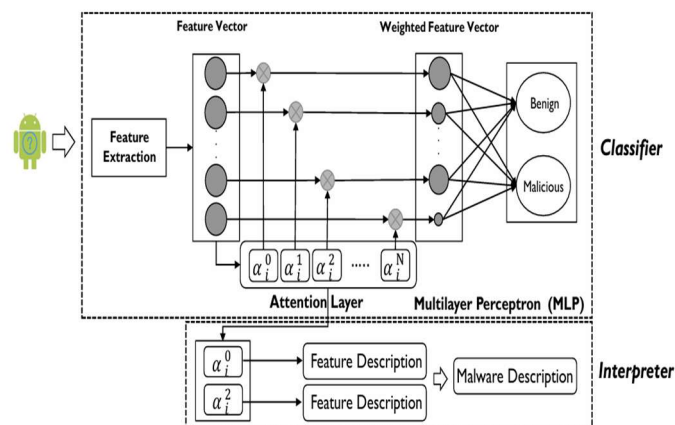 Feature Vector
Weighted Feature Vector
?
Feature
Extraction
Benign
Malicious
Classifier
α_i^0 α_i^1 α_i^2 ..... α_i^N
Attention Layer
Multilayer Perceptron (MLP)
α_i^0
Feature Description
α_i^2
Feature Description
Malware Description
Interpreter